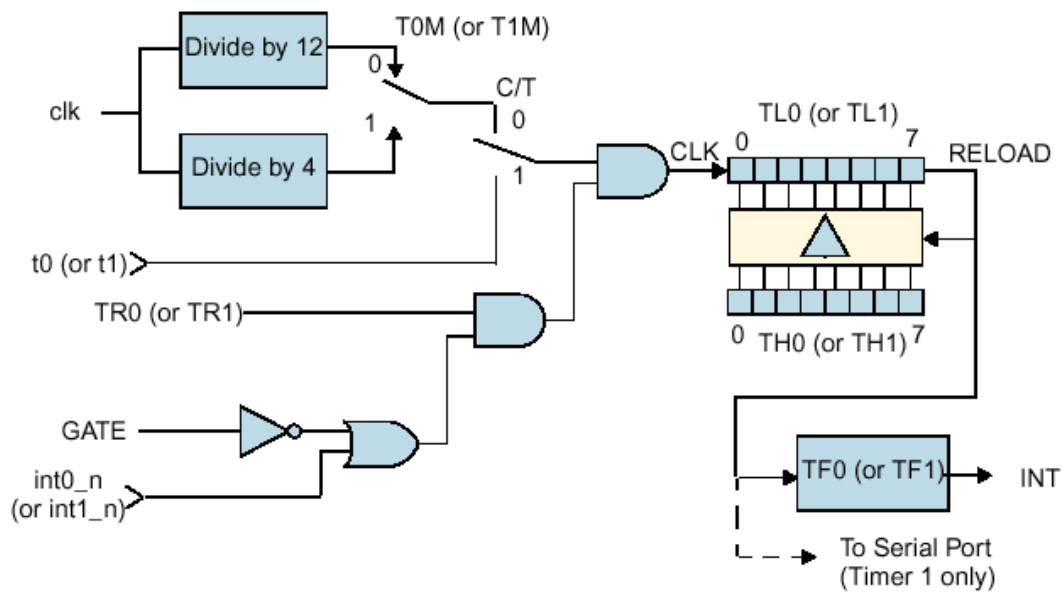 T0M (or T1M)
Divide by 12
0
C/T
clk
0
1
TL0 (or TL1)
0
7
CLK
RELOAD
Divide by 4
1
t0 (or t1)
TR0 (or TR1)
0
7
TH0 (or TH1)
GATE
TF0 (or TF1)
INT
int0_n
(or int1_n)
To Serial Port
(Timer 1 only)